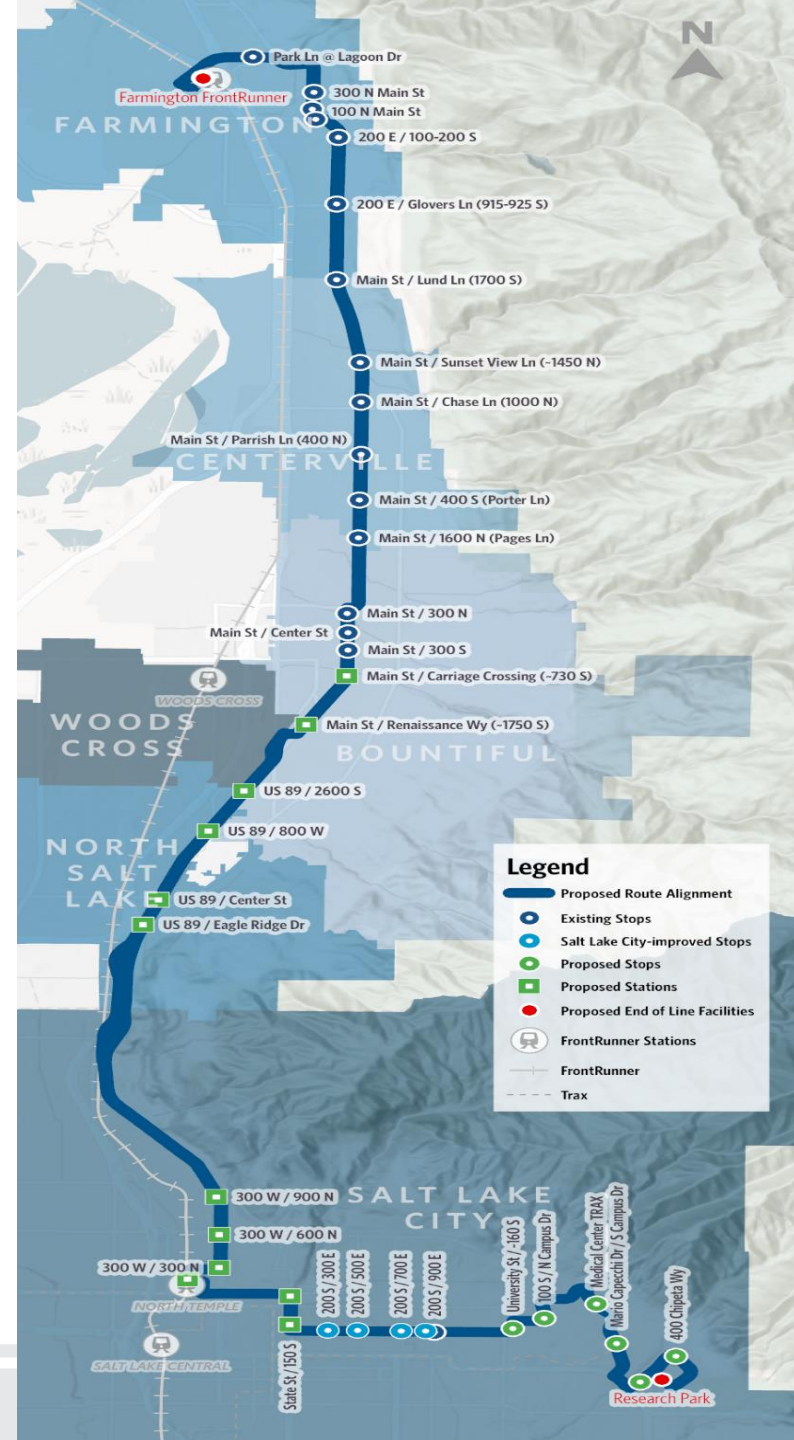 N
Park Ln @ Lagoon Dr
Farmington FrontRunner
300 N Main St
100 N Main St
FARMINGTON
200 E / 100-200 S
200 E / Glovers Ln (915-925 S)
Main St / Lund Ln (1700 S)
Main St / Sunset View Ln (~1450 N)
Main St / Chase Ln (1000 N)
Main St / Parrish Ln (400 N)
CENTERVILLE
Main St / 400 S (Porter Ln)
Main St / 1600 N (Pages Ln)
Main St / 300 N
Main St / Center St
Main St / 300 S
Main St / Carriage Crossing (~730 S)
WOODS CROSS
WOODS
CROSS
Main St / Renaissance Wy (~1750 S)
BOUNTIFUL
US 89 / 2600 S
US 89 / 800 W
NORTH
SALT
LAKE
US 89 / Center St
US 89 / Eagle Ridge Dr
Legend
Proposed Route Alignment
Existing Stops
Salt Lake City-improved Stops
Proposed Stops
Proposed Stations
Proposed End of Line Facilities
FrontRunner Stations
FrontRunner
Trax
SALT LAKE
CITY
300 W / 900 N
300 W / 600 N
300 W / 300 N
NORTH TEMPLE
SALT LAKE CENTRAL
State St / 150 S
200 S / 300 E
200 S / 500 E
200 S / 700 E
200 S / 900 E
University St / ~160 S
100 S / N Campus Dr
Medical Center TRAX
Mario Capecchi Dr / S Campus Dr
400 Chipeta Wy
Research Park